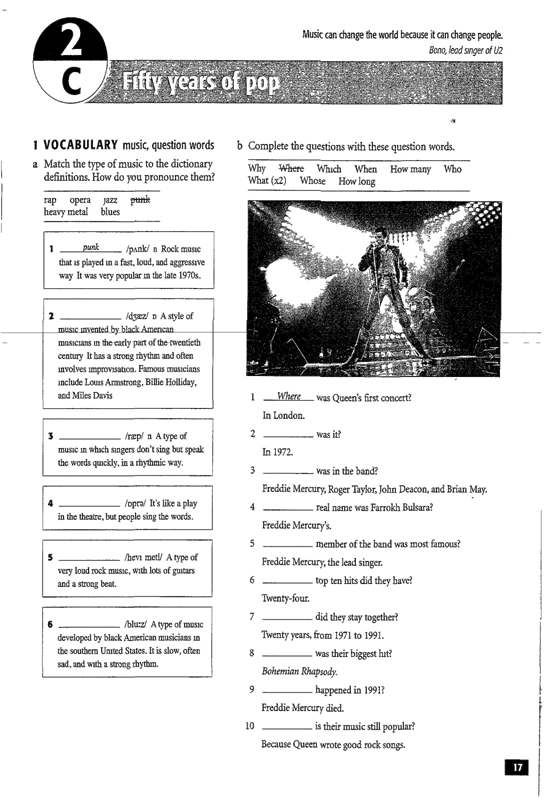 2
C
Music can change the world because it can change people.
Bono, lead singer of U2
Fifty years of pop
1 VOCABULARY music, question words
a Match the type of music to the dictionary
definitions. How do you pronounce them?
rap opera jazz punk
heavy metal blues
1 punk /pʌnk/ n Rock music
that is played in a fast, loud, and aggressive
way It was very popular in the late 1970s.
2 ____________ /dʒæz/ n A style of
music invented by black American
musicians in the early part of the twentieth
century It has a strong rhythm and often
involves improvisation. Famous musicians
include Louis Armstrong, Billie Holliday,
and Miles Davis
3 ____________ /ræp/ n A type of
music in which singers don't sing but speak
the words quickly, in a rhythmic way.
4 ____________ /ɒprə/ It's like a play
in the theatre, but people sing the words.
5 ____________ /hevi metl/ A type of
very loud rock music, with lots of guitars
and a strong beat.
6 ____________ /bluːz/ A type of music
developed by black American musicians in
the southern United States. It is slow, often
sad, and with a strong rhythm.
b Complete the questions with these question words.
Why Where Which When How many Who
What (x2) Whose How long
1 Where was Queen's first concert?
In London.
2 __________ was it?
In 1972.
3 __________ was in the band?
Freddie Mercury, Roger Taylor, John Deacon, and Brian May.
4 __________ real name was Farrokh Bulsara?
Freddie Mercury's.
5 __________ member of the band was most famous?
Freddie Mercury, the lead singer.
6 __________ top ten hits did they have?
Twenty-four.
7 __________ did they stay together?
Twenty years, from 1971 to 1991.
8 __________ was their biggest hit?
Bohemian Rhapsody.
9 __________ happened in 1991?
Freddie Mercury died.
10 __________ is their music still popular?
Because Queen wrote good rock songs.
17